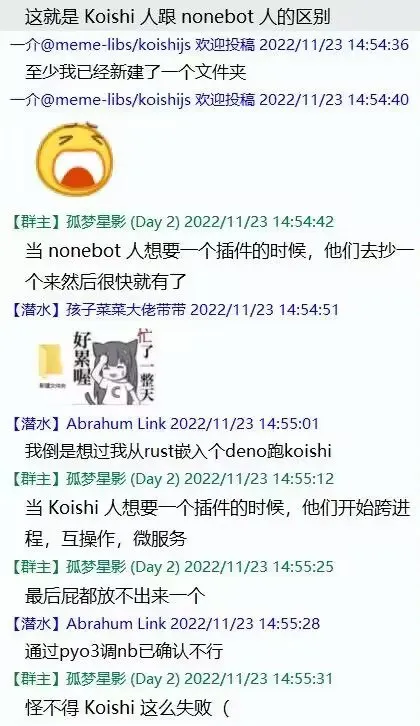 这就是 Koishi 人跟 nonebot 人的区别
一介@meme-libs/koishijs 欢迎投稿 2022/11/23 14:54:36
至少我已经新建了一个文件夹
一介@meme-libs/koishijs 欢迎投稿 2022/11/23 14:54:40
【群主】孤梦星影 (Day 2) 2022/11/23 14:54:42
当 nonebot 人想要一个插件的时候，他们去抄一
个来然后很快就有了
【潜水】孩子菜菜大佬带带 2022/11/23 14:54:51
忙了一整天
好累喔
新建文件夹
C
【潜水】Abrahum Link 2022/11/23 14:55:01
我倒是想过我从rust嵌入个deno跑koishi
【群主】孤梦星影 (Day 2) 2022/11/23 14:55:12
当 Koishi 人想要一个插件的时候，他们开始跨进
程，互操作，微服务
【群主】孤梦星影 (Day 2) 2022/11/23 14:55:25
最后屁都放不出来一个
【潜水】Abrahum Link 2022/11/23 14:55:28
通过pyo3调nb已确认不行
【群主】孤梦星影 (Day 2) 2022/11/23 14:55:31
怪不得 Koishi 这么失败（